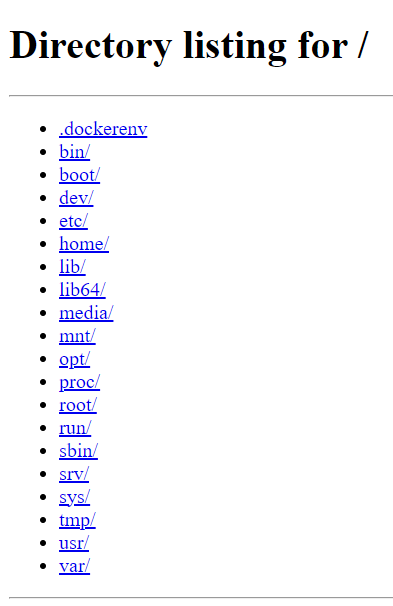 Directory listing for /
.dockerenv
bin/
boot/
dev/
etc/
home/
lib/
lib64/
media/
mnt/
opt/
proc/
root/
run/
sbin/
srv/
sys/
tmp/
usr/
var/